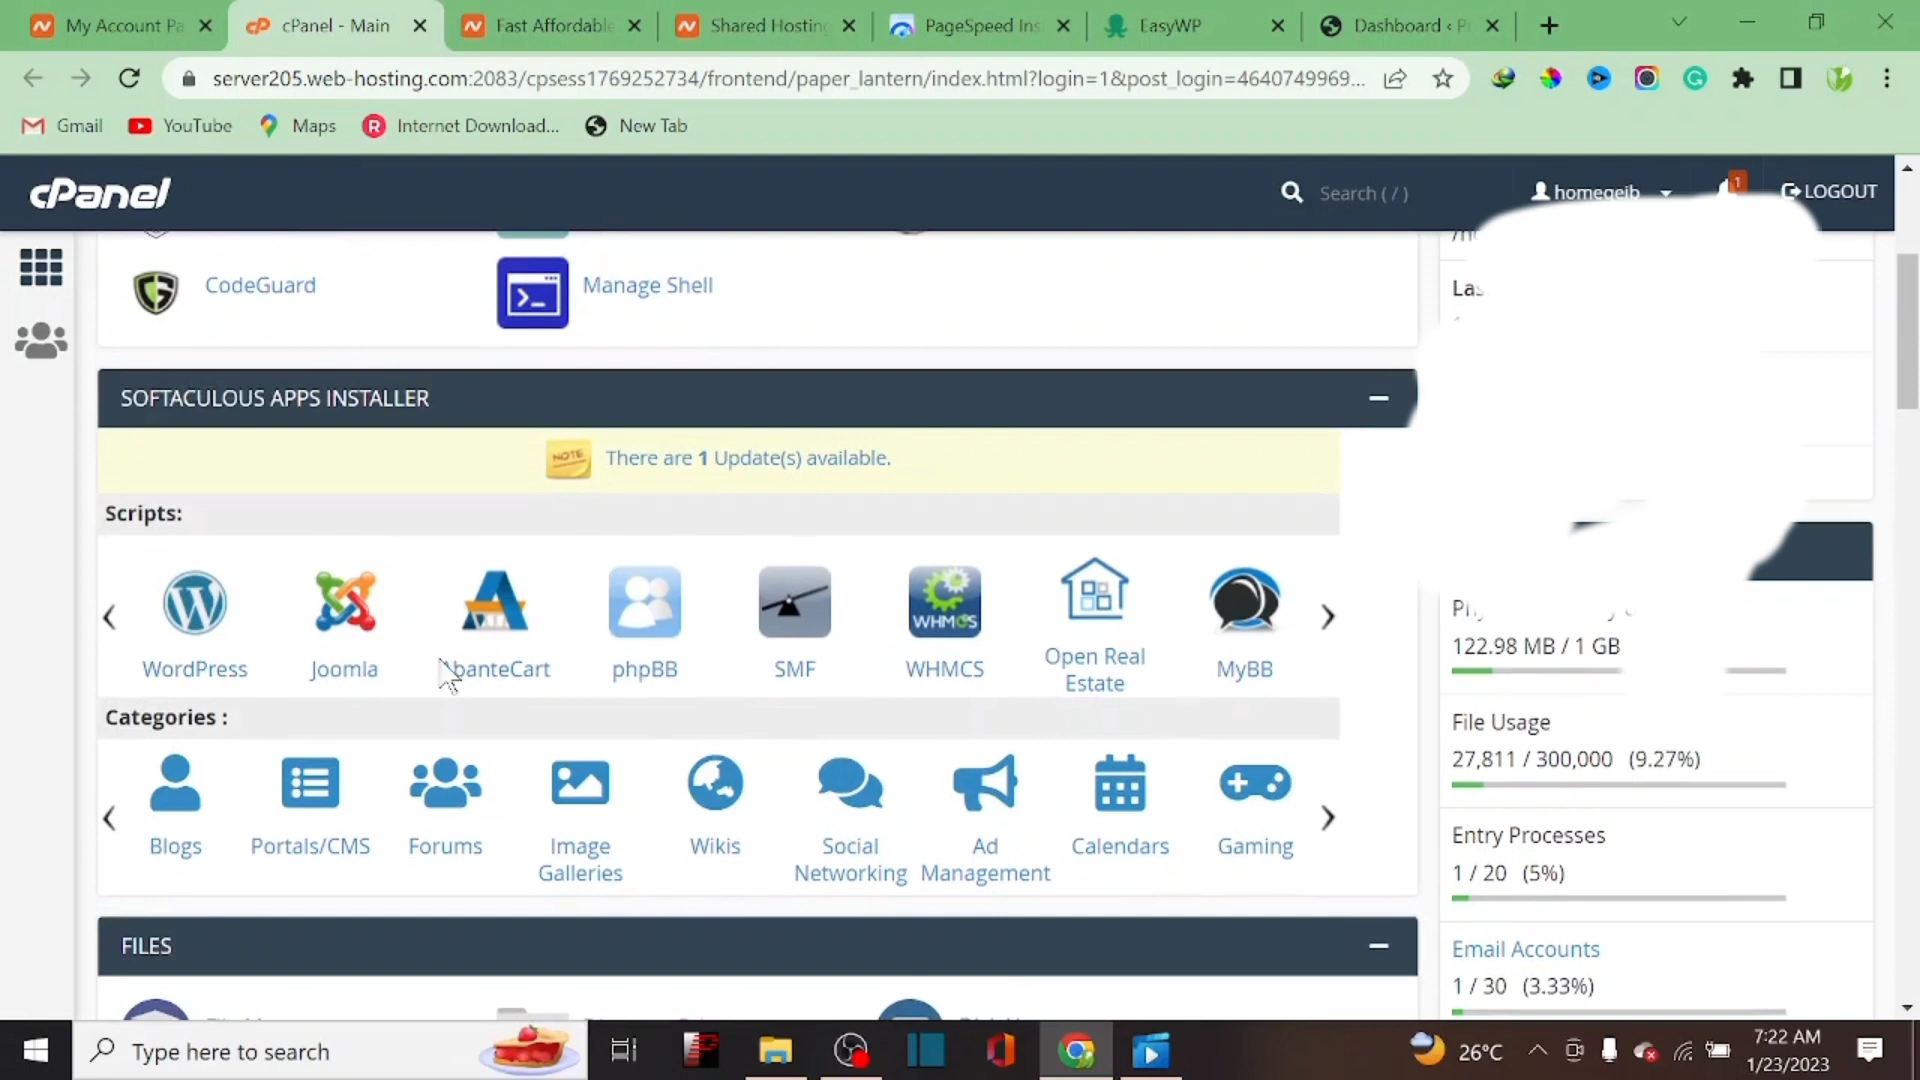 My Account Pa
cPanel - Main
Fast Affordable
Shared Hosting
PageSpeed Ins
EasyWP
Dashboard ‹ P
server205.web-hosting.com:2083/cpsess1769252734/frontend/paper_lantern/index.html?login=1&post_login=4640749969...
Gmail
YouTube
Maps
Internet Download...
New Tab
cPanel
Search ( / )
homegeib
1
LOGOUT
CodeGuard
Manage Shell
Las
SOFTACULOUS APPS INSTALLER
NOTE
There are 1 Update(s) available.
Scripts:
WordPress
Joomla
AbanteCart
phpBB
SMF
WHMCS
WHMCS
Open Real
Estate
MyBB
122.98 MB / 1 GB
File Usage
27,811 / 300,000 (9.27%)
Entry Processes
1 / 20 (5%)
Email Accounts
1 / 30 (3.33%)
Categories :
Blogs
Portals/CMS
Forums
Image
Galleries
Wikis
Social
Networking
Ad
Management
Calendars
Gaming
FILES
Type here to search
26°C
7:22 AM
1/23/2023